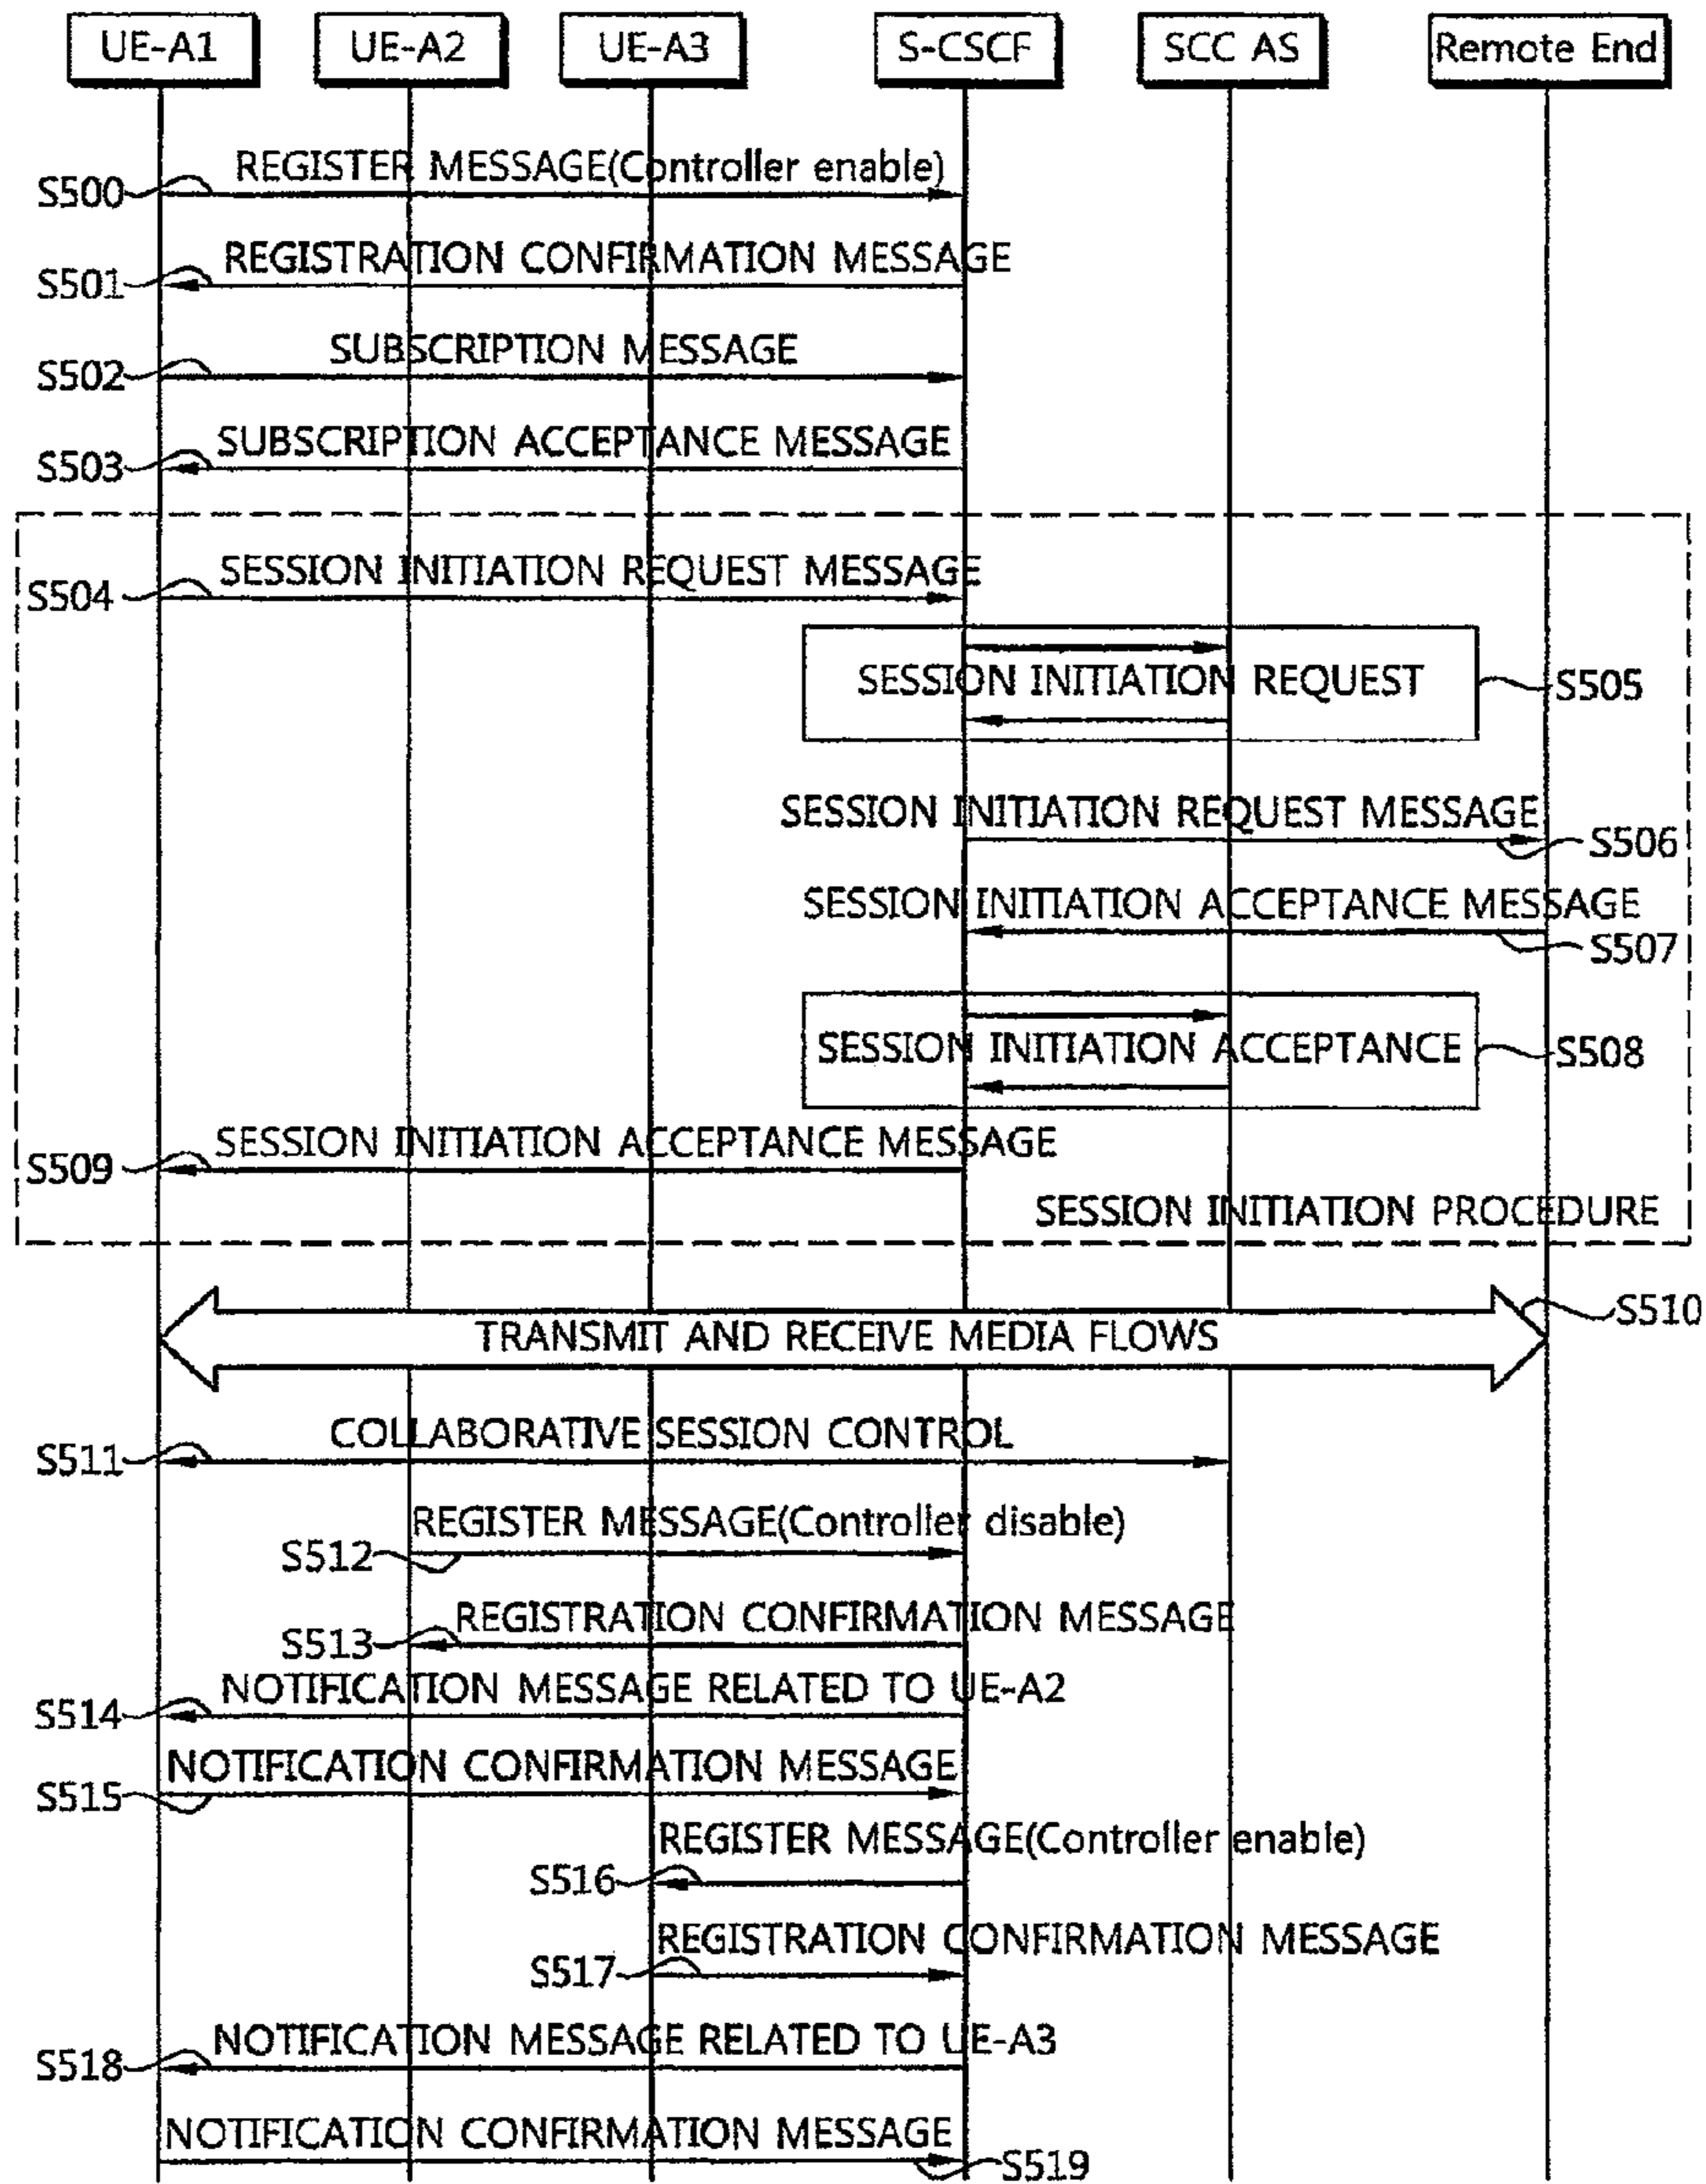 UE-A1 UE-A2 UE-A3 S-CSCF SCC AS Remote End
REGISTER MESSAGE(Controller enable)
S500
REGISTRATION CONFIRMATION MESSAGE
S501
SUBSCRIPTION MESSAGE
S502
SUBSCRIPTION ACCEPTANCE MESSAGE
S503
SESSION INITIATION REQUEST MESSAGE
S504
SESSION INITIATION REQUEST
S505
SESSION INITIATION REQUEST MESSAGE
S506
SESSION INITIATION ACCEPTANCE MESSAGE
S507
SESSION INITIATION ACCEPTANCE
S508
SESSION INITIATION ACCEPTANCE MESSAGE
S509
SESSION INITIATION PROCEDURE
S510
TRANSMIT AND RECEIVE MEDIA FLOWS
COLLABORATIVE SESSION CONTROL
S511
REGISTER MESSAGE(Controller disable)
S512
REGISTRATION CONFIRMATION MESSAGE
S513
NOTIFICATION MESSAGE RELATED TO UE-A2
S514
NOTIFICATION CONFIRMATION MESSAGE
S515
REGISTER MESSAGE(Controller enable)
S516
REGISTRATION CONFIRMATION MESSAGE
S517
NOTIFICATION MESSAGE RELATED TO UE-A3
S518
NOTIFICATION CONFIRMATION MESSAGE
S519